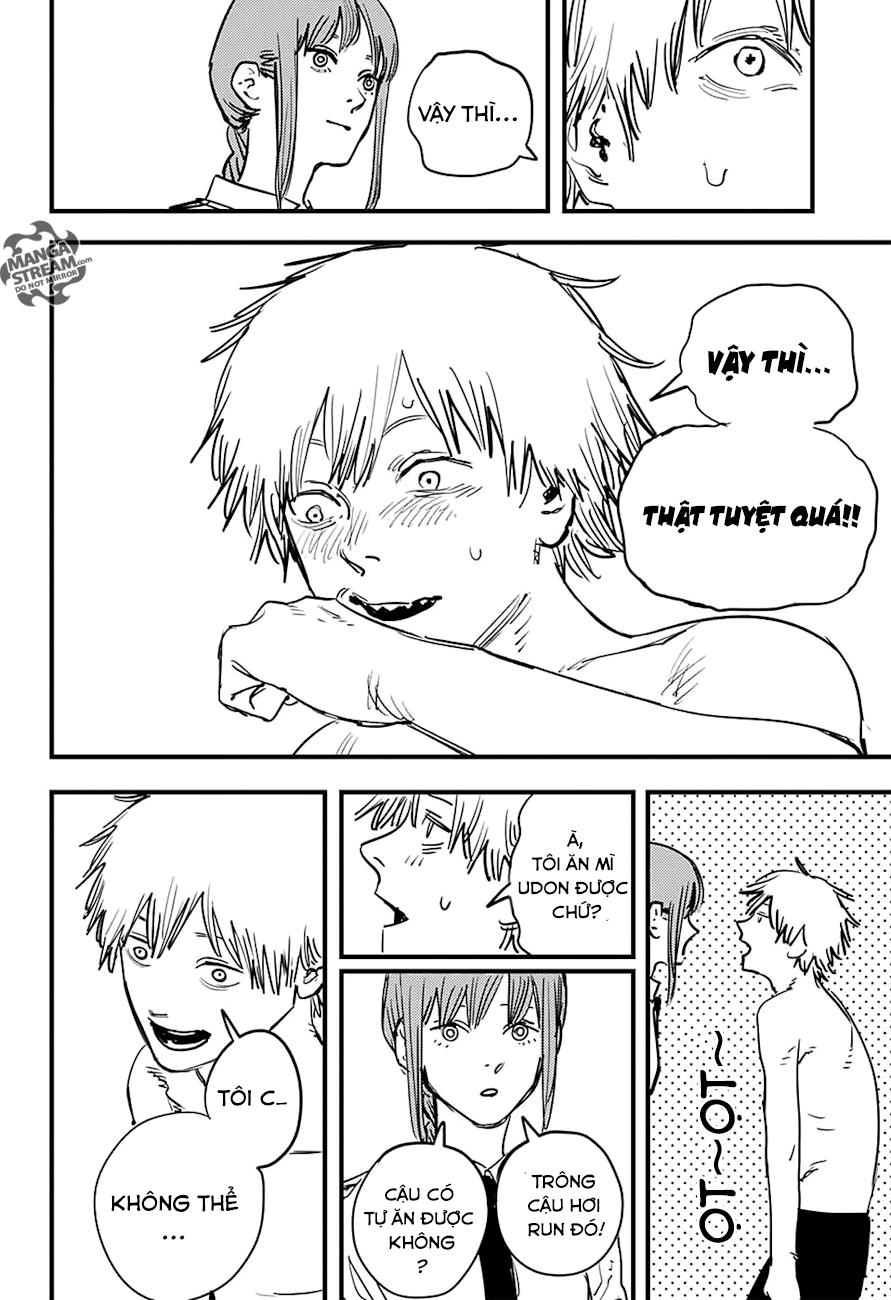 VẬY THÌ...
MANGA
STREAM.com
DO NOT MIRROR
VẬY THÌ...
THẬT TUYỆT QUÁ!!
ỌT~ỌT~
À,
TÔI ĂN MÌ
UDON ĐƯỢC
CHỨ?
TRÔNG
CẬU HƠI
RUN ĐÓ!
CẬU CÓ
TỰ ĂN ĐƯỢC
KHÔNG
?
TÔI C_
KHÔNG THỂ
...